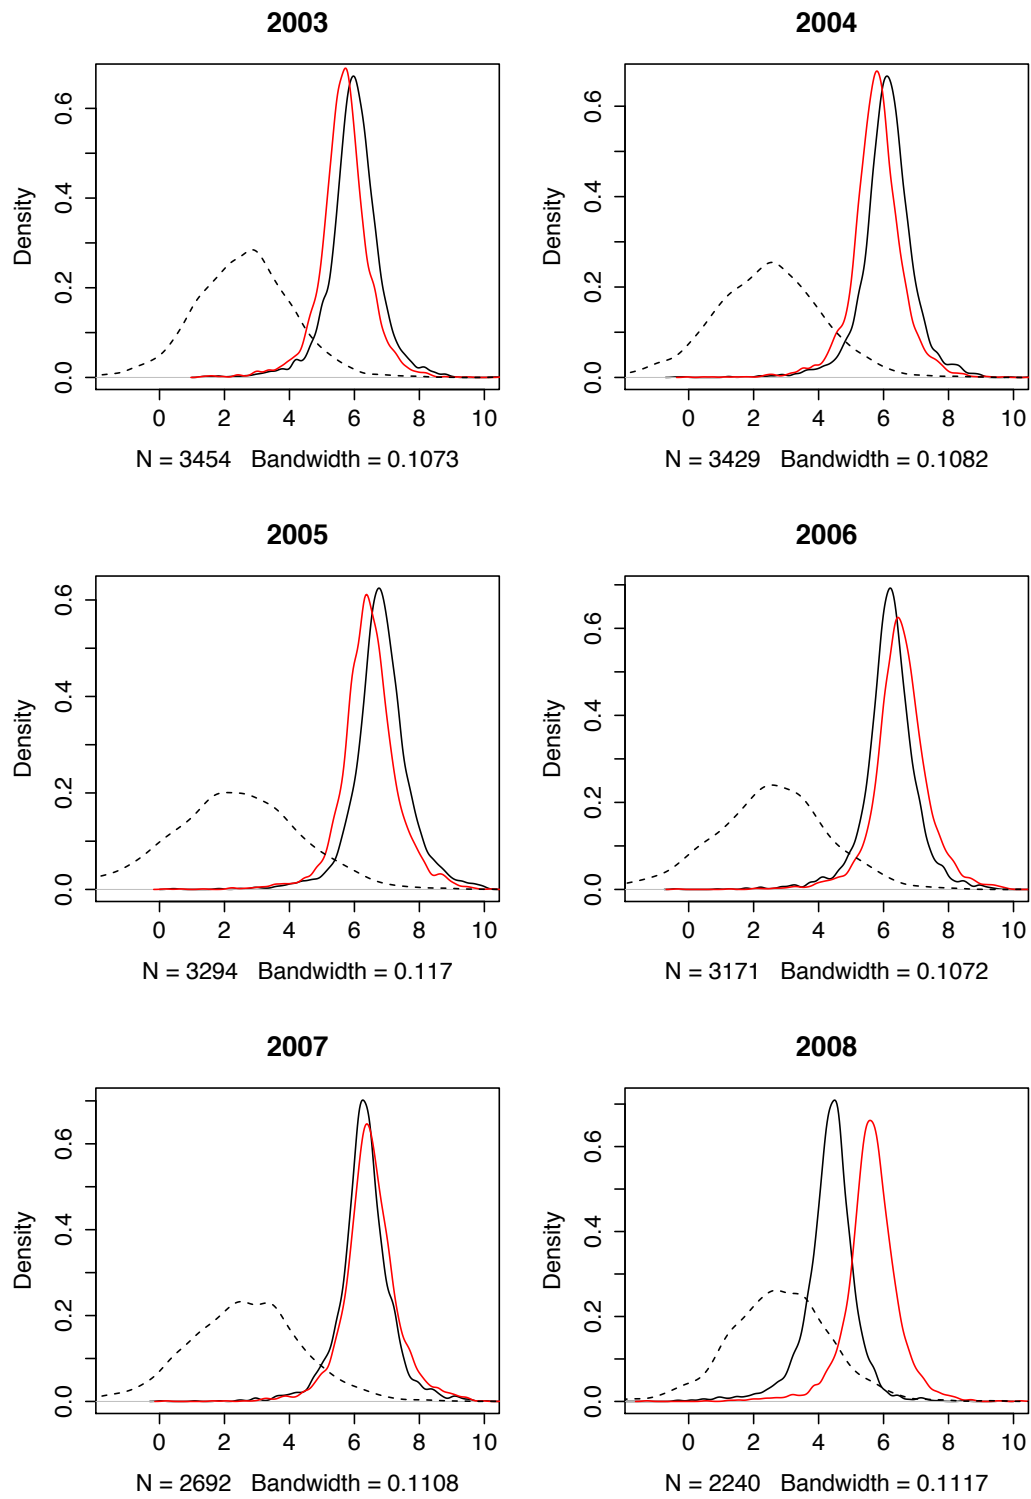 2003
Density
0.0 0.2 0.4 0.6
0 2 4 6 8 10
N = 3454 Bandwidth = 0.1073
2004
Density
0.0 0.2 0.4 0.6
0 2 4 6 8 10
N = 3429 Bandwidth = 0.1082
2005
Density
0.0 0.2 0.4 0.6
0 2 4 6 8 10
N = 3294 Bandwidth = 0.117
2006
Density
0.0 0.2 0.4 0.6
0 2 4 6 8 10
N = 3171 Bandwidth = 0.1072
2007
Density
0.0 0.2 0.4 0.6
0 2 4 6 8 10
N = 2692 Bandwidth = 0.1108
2008
Density
0.0 0.2 0.4 0.6
0 2 4 6 8 10
N = 2240 Bandwidth = 0.1117